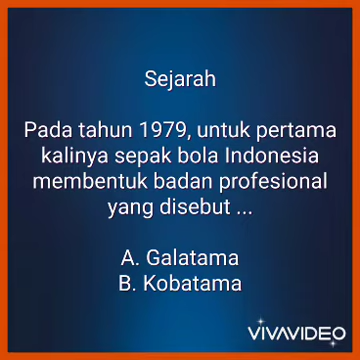 Sejarah
Pada tahun 1979, untuk pertama
kalinya sepak bola Indonesia
membentuk badan profesional
yang disebut ...
A. Galatama
B. Kobatama
VIVAVIDEO